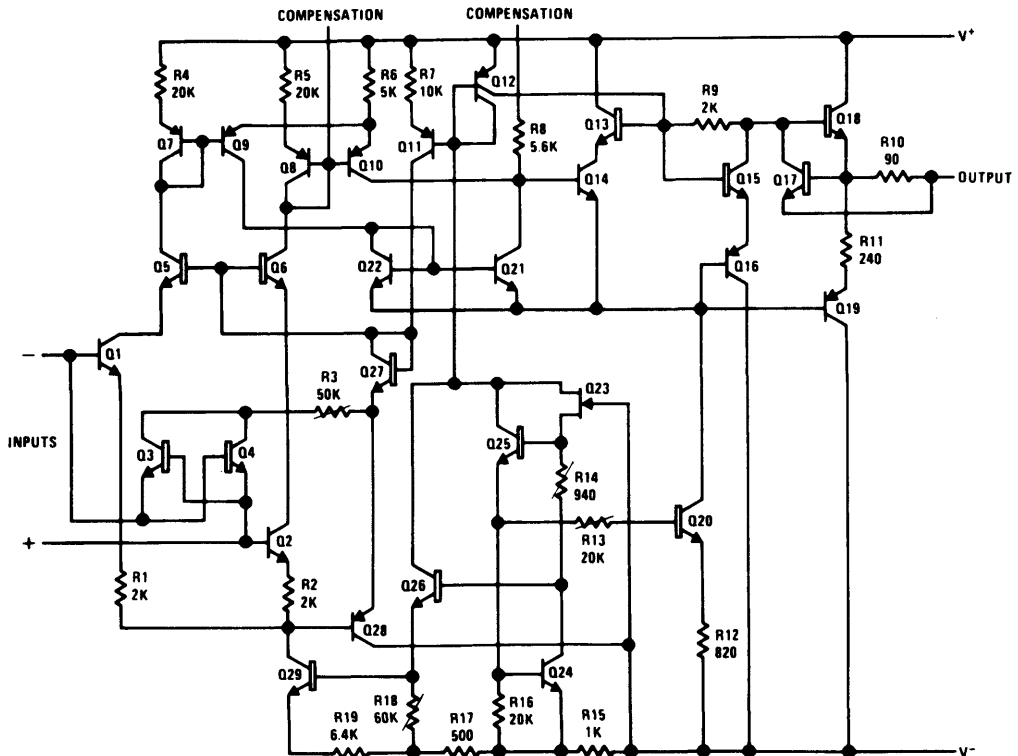 COMPENSATION
COMPENSATION
V+
R4
20K
R5
20K
R6
5K
R7
10K
Q12
R9
2K
R8
5.6K
Q13
Q18
R10
90
OUTPUT
Q7
Q9
Q8
Q10
Q11
Q14
Q15
Q17
Q5
Q6
Q22
Q21
Q16
R11
240
Q19
−
Q1
Q27
R3
50K
Q23
INPUTS
Q3
Q4
Q25
R14
940
R13
20K
Q20
+
Q2
R1
2K
R2
2K
Q26
Q28
R12
820
Q29
R18
60K
R16
20K
Q24
R19
6.4K
R17
500
R15
1K
V−